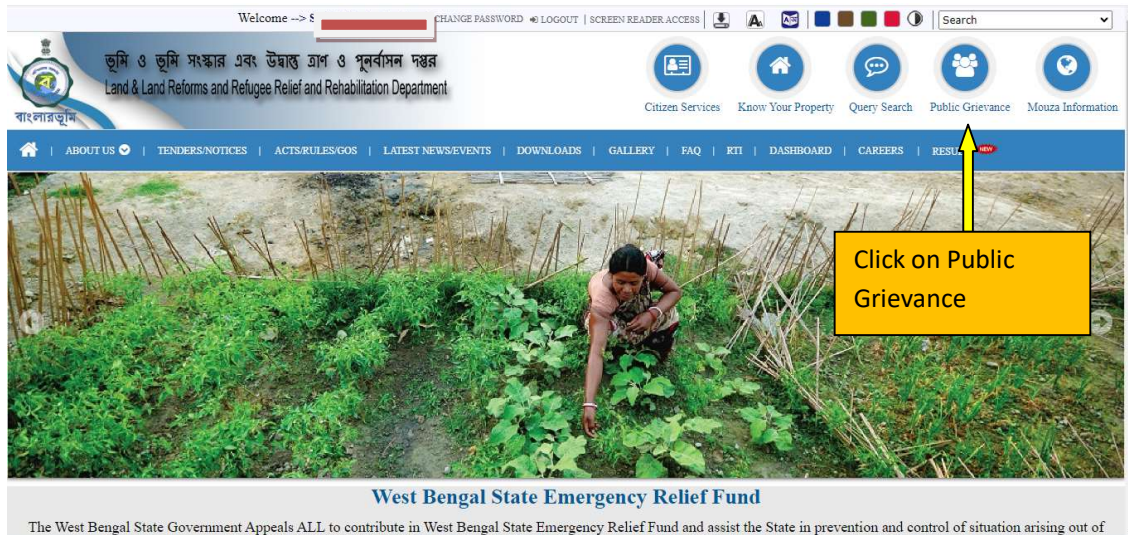 Welcome --> S
CHANGE PASSWORD LOGOUT | SCREEN READER ACCESS
A
Search
ভূমি ও ভূমি সংস্কার এবং উদ্বাস্তু ত্রাণ ও পুনর্বাসন দপ্তর
Land & Land Reforms and Refugee Relief and Rehabilitation Department
বাংলারভূমি
Citizen Services
Know Your Property
Query Search
Public Grievance
Mouza Information
| ABOUT US | TENDERS/NOTICES | ACTS/RULES/GOS | LATEST NEWS/EVENTS | DOWNLOADS | GALLERY | FAQ | RTI | DASHBOARD | CAREERS | NEW
Click on Public
Grievance
West Bengal State Emergency Relief Fund
The West Bengal State Government Appeals ALL to contribute in West Bengal State Emergency Relief Fund and assist the State in prevention and control of situation arising out of